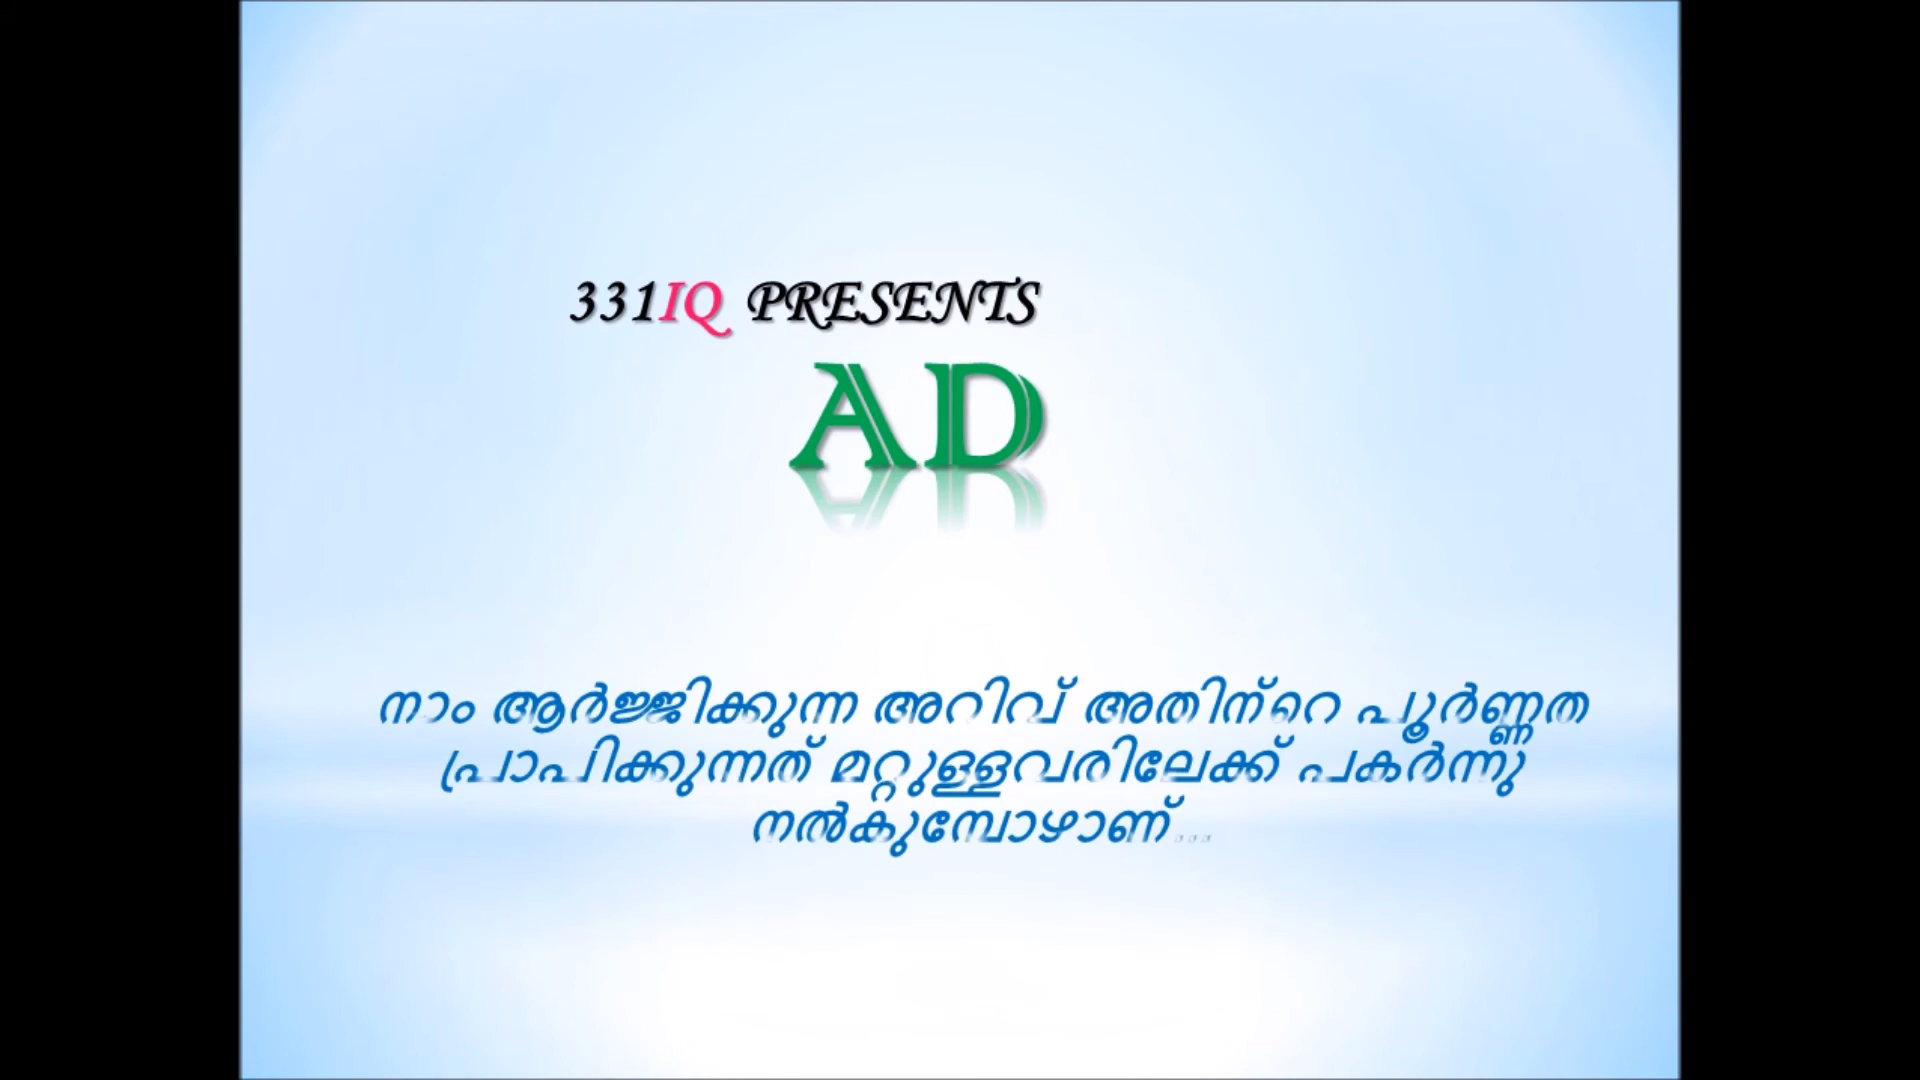 331IQ PRESENTS
AD
നാം ആർജ്ജിക്കുന്ന അറിവ് അതിന്റെ പൂർണ്ണത
പ്രാപിക്കുന്നത് മറ്റുള്ളവരിലേക്ക് പകർന്നു
നൽകുമ്പോഴാണ്...